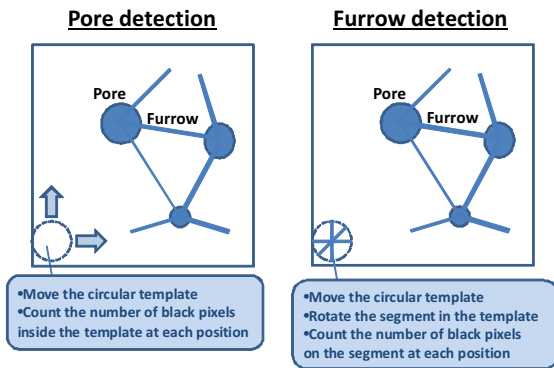 Pore detection
Furrow detection
Pore
Furrow
Pore
Furrow
•Move the circular template
•Count the number of black pixels
inside the template at each position
•Move the circular template
•Rotate the segment in the template
•Count the number of black pixels
on the segment at each position